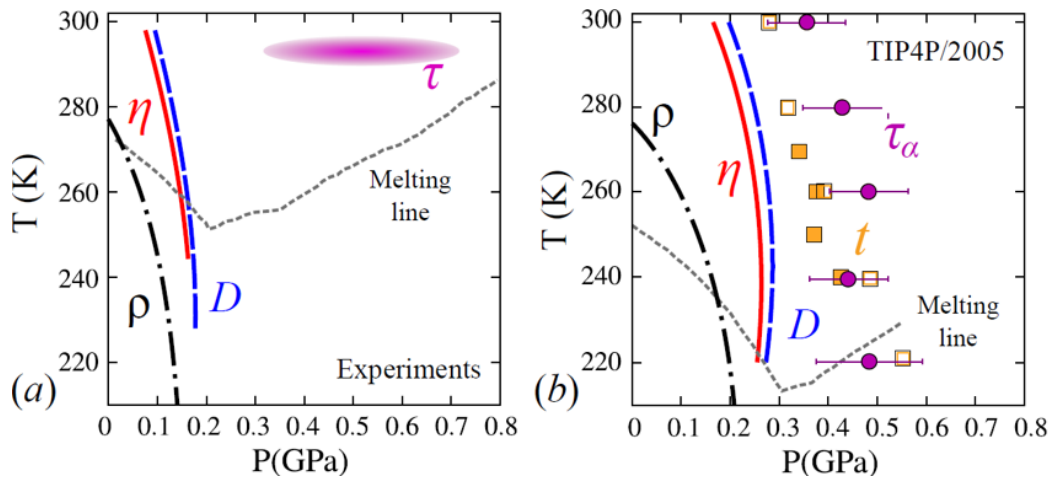 300
280
260
240
220
T (K)
η
τ
ρ
D
Melting
line
Experiments
(a)
0 0.1 0.2 0.3 0.4 0.5 0.6 0.7 0.8
P(GPa)
300
280
260
240
220
T (K)
TIP4P/2005
ρ
η
τα
t
D
Melting
line
(b)
0 0.1 0.2 0.3 0.4 0.5 0.6 0.7 0.8
P(GPa)